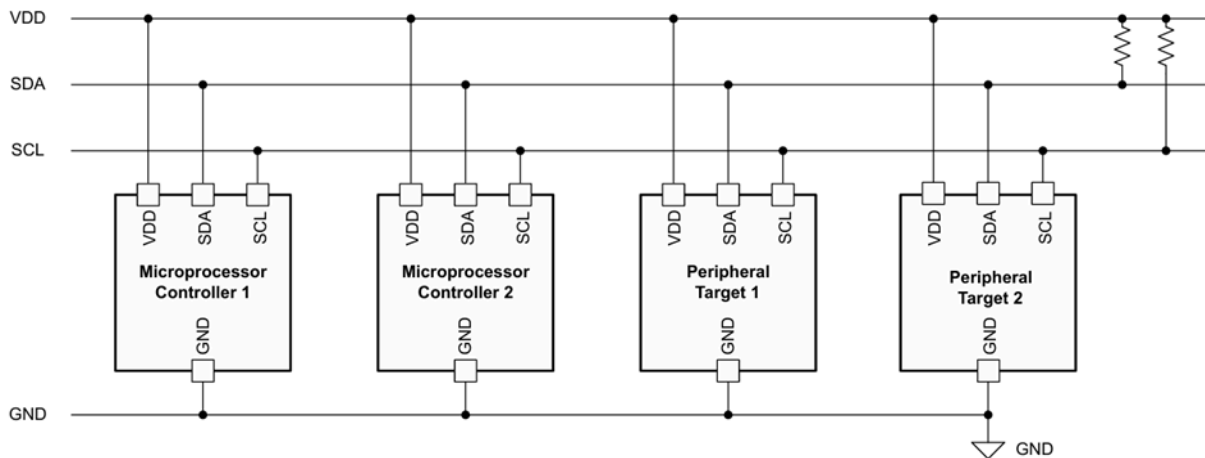 VDD
SDA
SCL
VDD
SDA
SCL
Microprocessor
Controller 1
GND
VDD
SDA
SCL
Microprocessor
Controller 2
GND
VDD
SDA
SCL
Peripheral
Target 1
GND
VDD
SDA
SCL
Peripheral
Target 2
GND
GND
GND